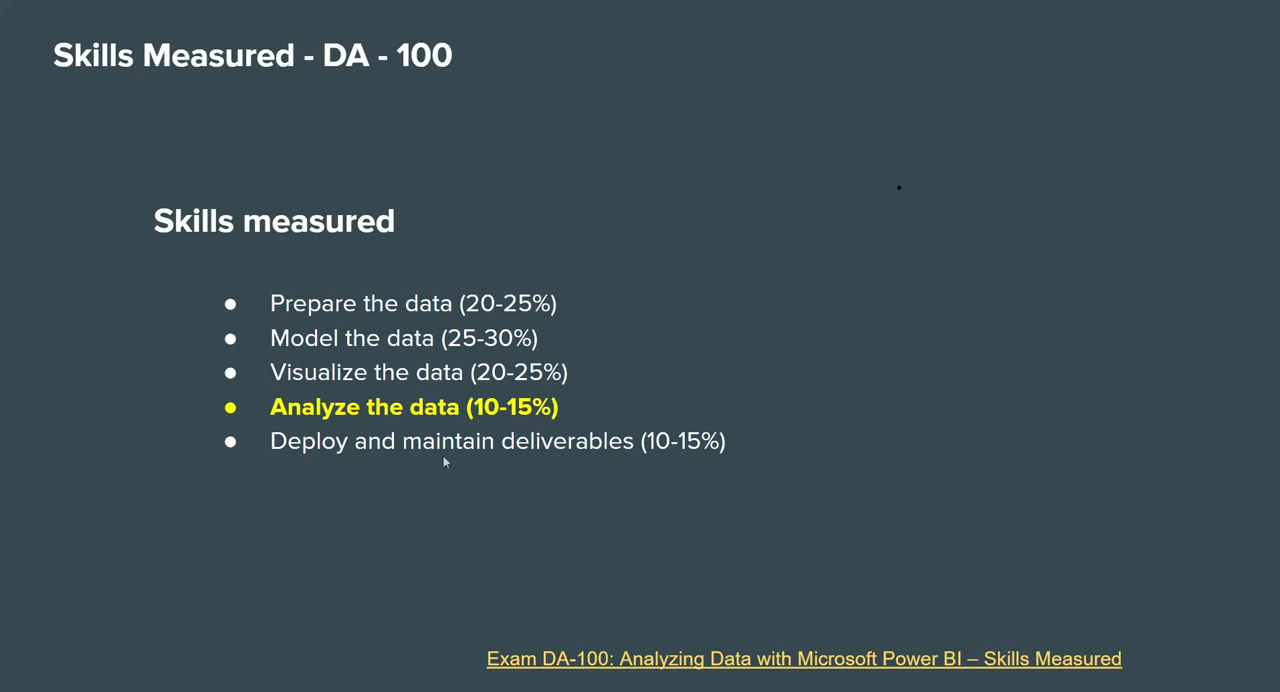 Skills Measured - DA - 100
Skills measured
● Prepare the data (20-25%)
● Model the data (25-30%)
● Visualize the data (20-25%)
● Analyze the data (10-15%)
● Deploy and maintain deliverables (10-15%)
Exam DA-100: Analyzing Data with Microsoft Power BI – Skills Measured